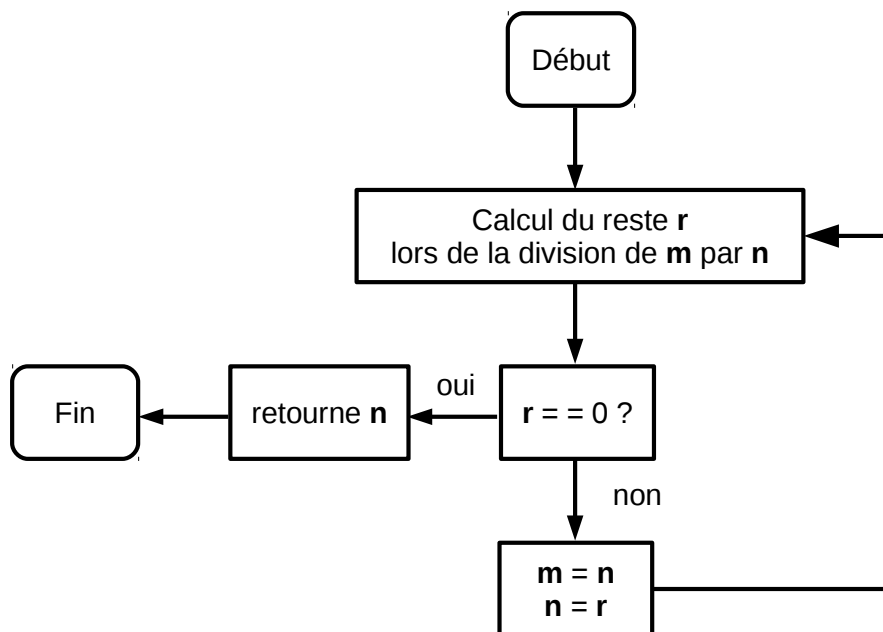 Début
Calcul du reste r
lors de la division de m par n
r = = 0 ?
oui
retourne n
Fin
non
m = n
n = r